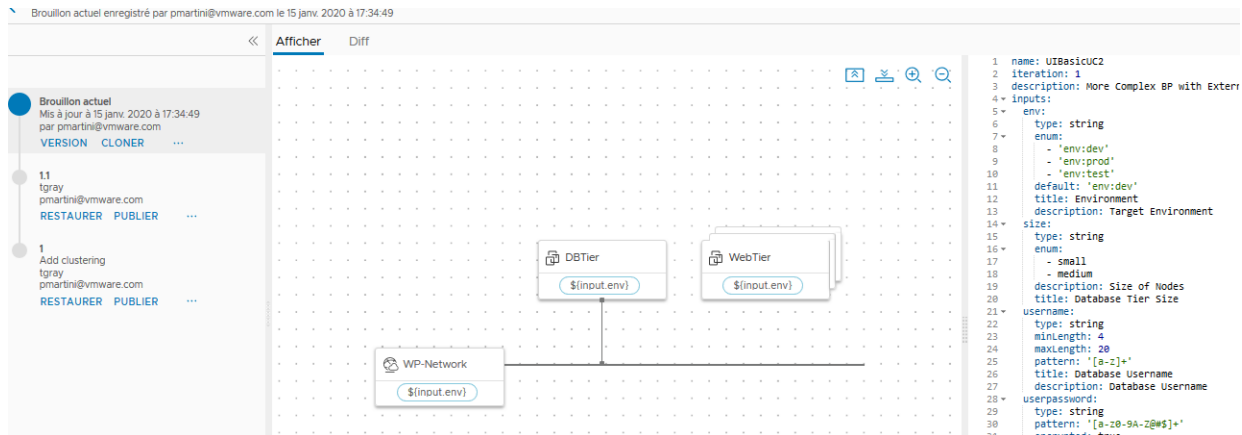 Brouillon actuel enregistré par pmartini@vmware.com le 15 janv. 2020 à 17:34:49
Afficher Diff
Brouillon actuel
Mis à jour à 15 janv. 2020 à 17:34:49
par pmartini@vmware.com
VERSION CLONER ...
1.1
tgray
pmartini@vmware.com
RESTAURER PUBLIER ...
1
Add clustering
tgray
pmartini@vmware.com
RESTAURER PUBLIER ...
DBTier
${input.env}
WebTier
${input.env}
WP-Network
${input.env}
1 name: UIBasicUC2
2 iteration: 1
3 description: More Complex BP with Extern
4 inputs:
5 env:
6 type: string
7 enum:
8 - 'env:dev'
9 - 'env:prod'
10 - 'env:test'
11 default: 'env:dev'
12 title: Environment
13 description: Target Environment
14 size:
15 type: string
16 enum:
17 - small
18 - medium
19 description: Size of Nodes
20 title: Database Tier Size
21 username:
22 type: string
23 minLength: 4
24 maxLength: 20
25 pattern: '[a-z]+'
26 title: Database Username
27 description: Database Username
28 userpassword:
29 type: string
30 pattern: '[a-z0-9A-Z@#$]+'